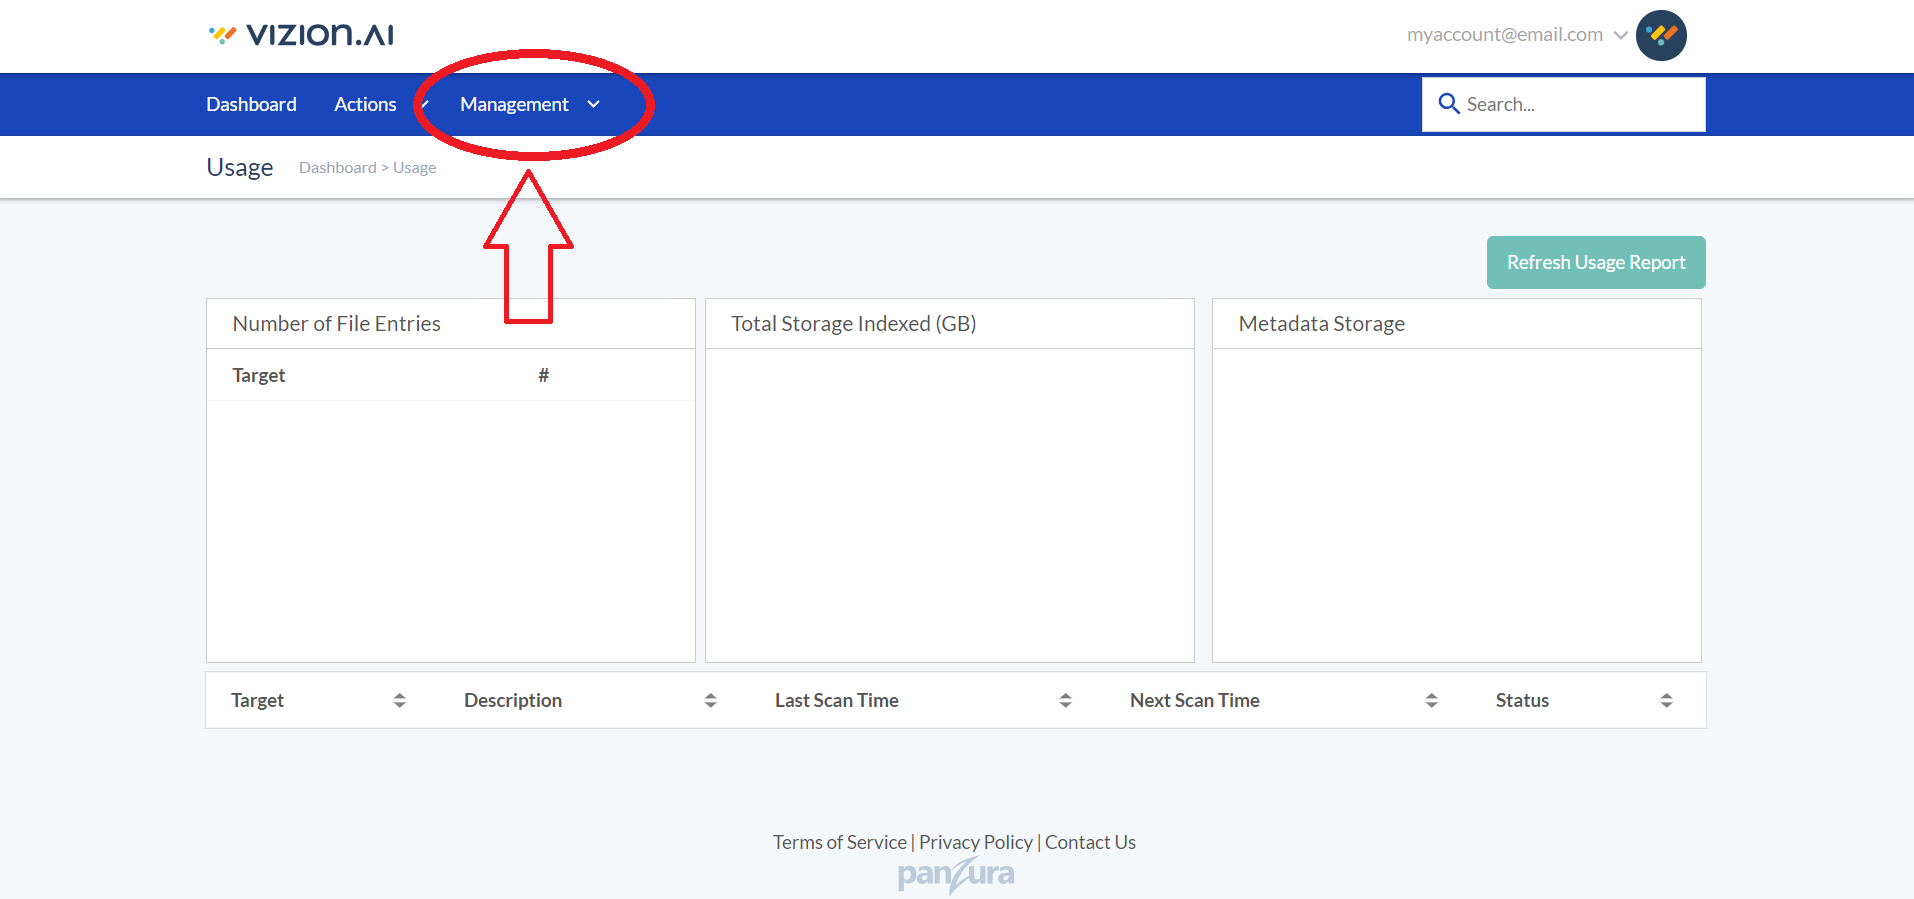 VIZION.AI
myaccount@email.com
Dashboard Actions Management
Search...
Usage Dashboard > Usage
Refresh Usage Report
Number of File Entries Total Storage Indexed (GB) Metadata Storage
Target #
Target Description Last Scan Time Next Scan Time Status
Terms of Service | Privacy Policy | Contact Us
panzura